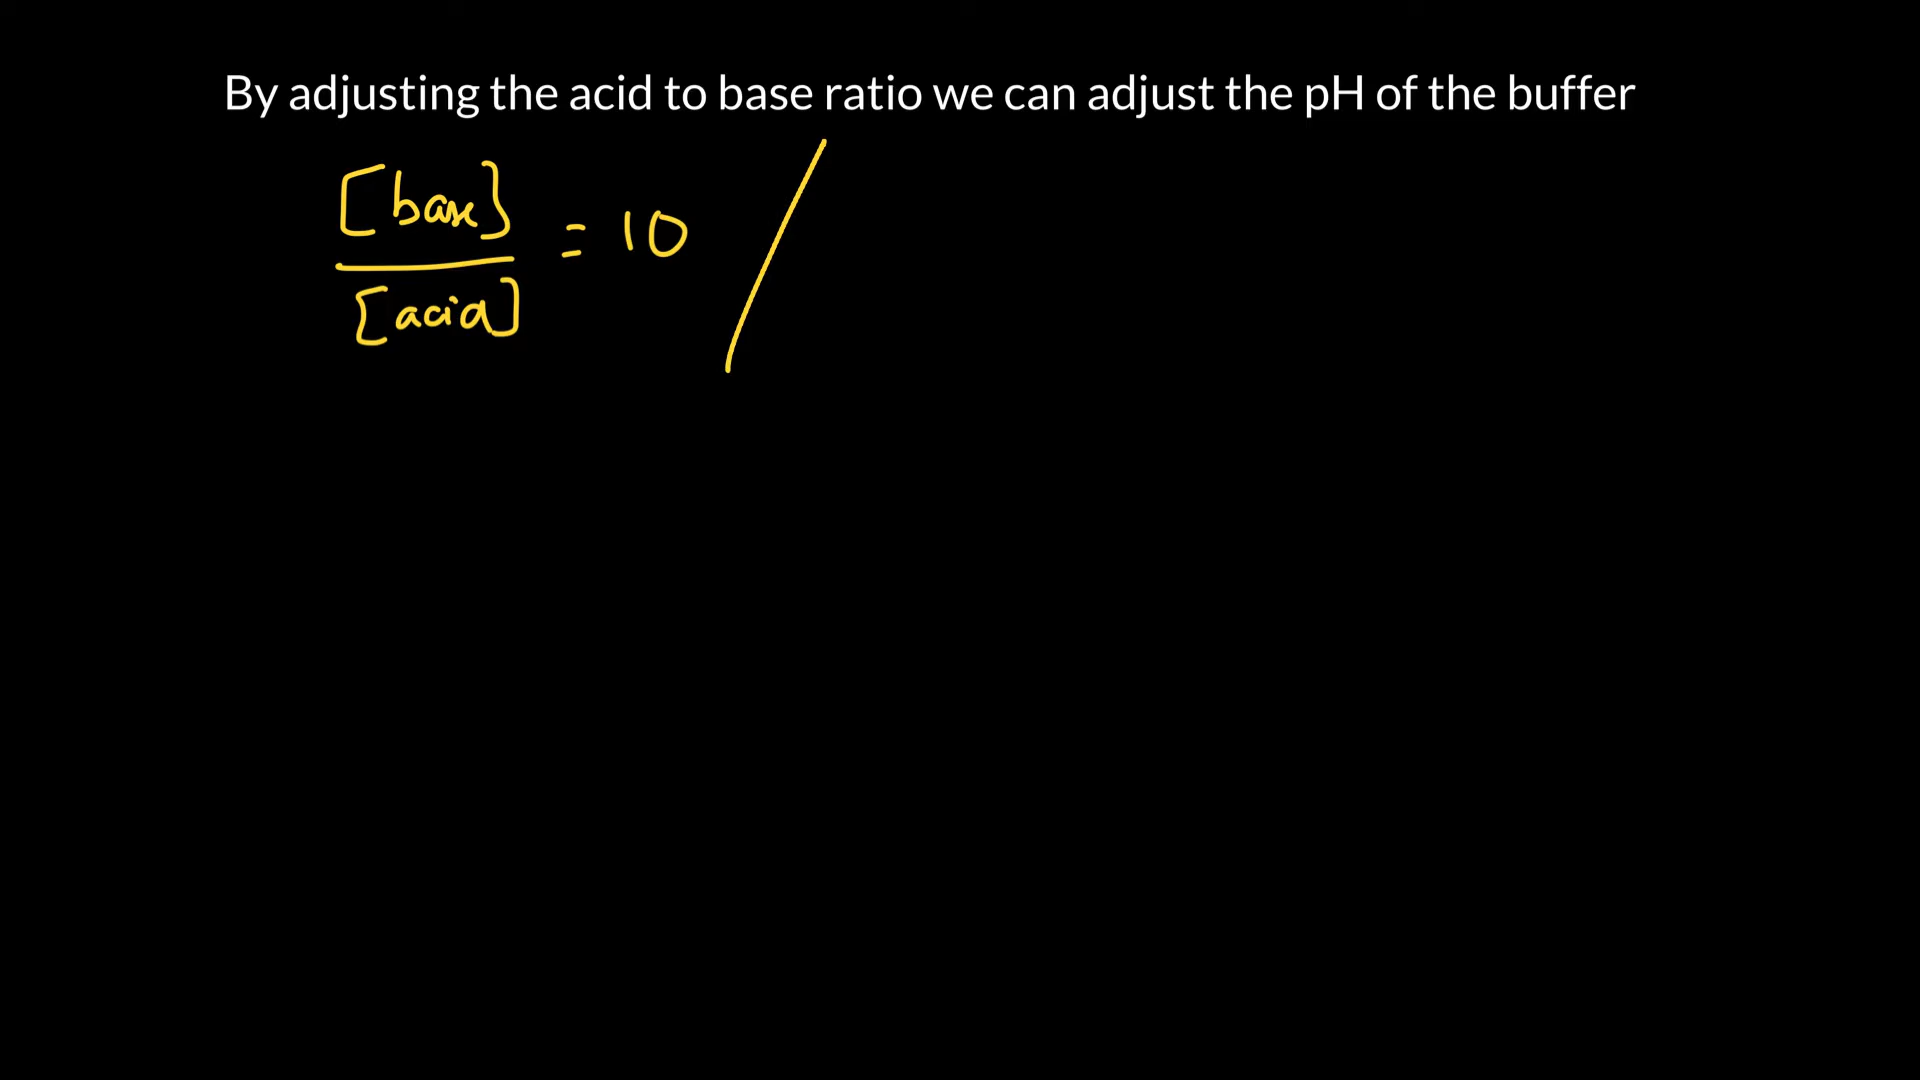 By adjusting the acid to base ratio we can adjust the pH of the buffer
[base]
= 10
[acid]